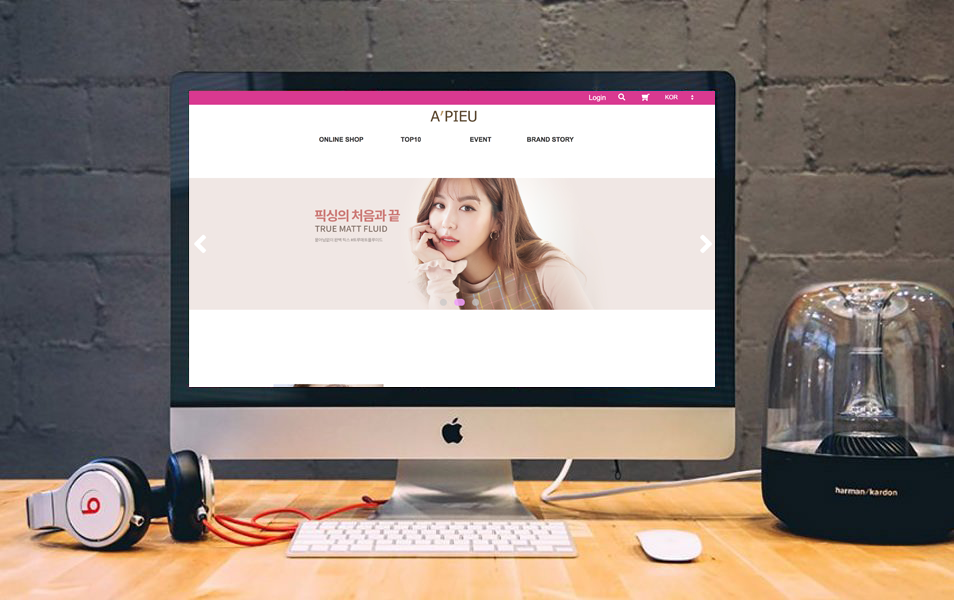 Login
KOR
A'PIEU
ONLINE SHOP
TOP10
EVENT
BRAND STORY
픽싱의 처음과 끝
TRUE MATT FLUID
harman/kardon